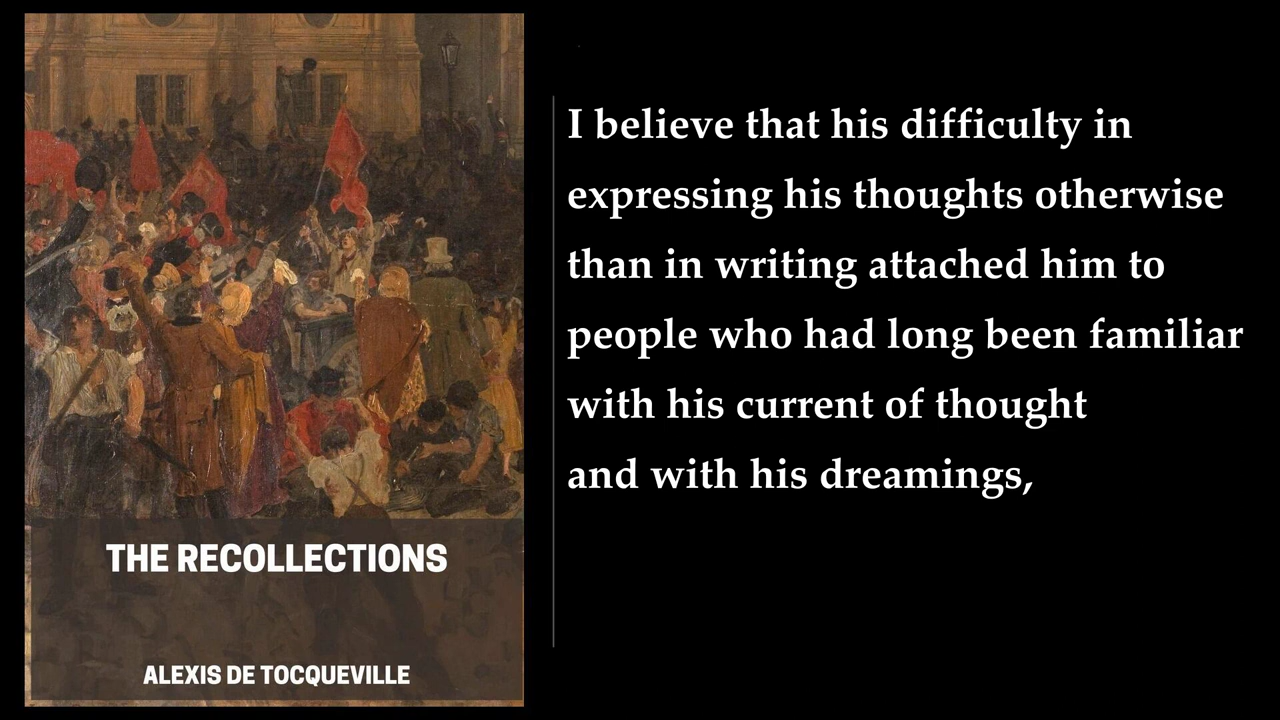 THE RECOLLECTIONS
ALEXIS DE TOCQUEVILLE
I believe that his difficulty in
expressing his thoughts otherwise
than in writing attached him to
people who had long been familiar
with his current of thought
and with his dreamings,